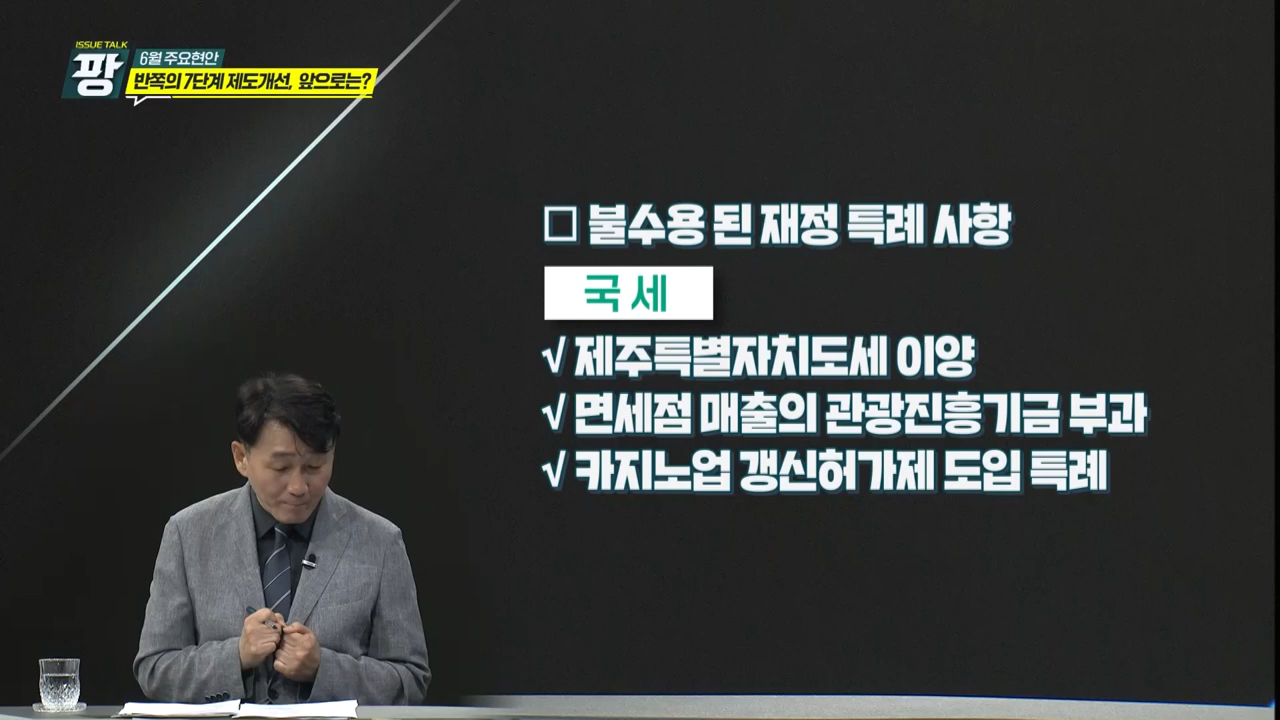 ISSUE TALK
팡
6월 주요현안
반쪽의 7단계 제도개선, 앞으로는?
□ 불수용 된 재정 특례 사항
국 세
√ 제주특별자치도세 이양
√ 면세점 매출의 관광진흥기금 부과
√ 카지노업 갱신허가제 도입 특례